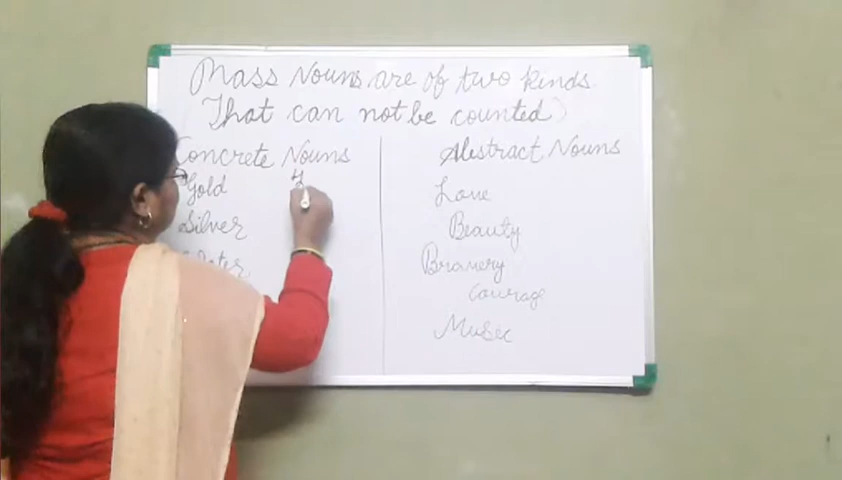 Mass Nouns are of two kinds.
That can not be counted)
Concrete Nouns
Gold
Silver
Water
Abstract Nouns
Love
Beauty
Bravery
Courage
Music